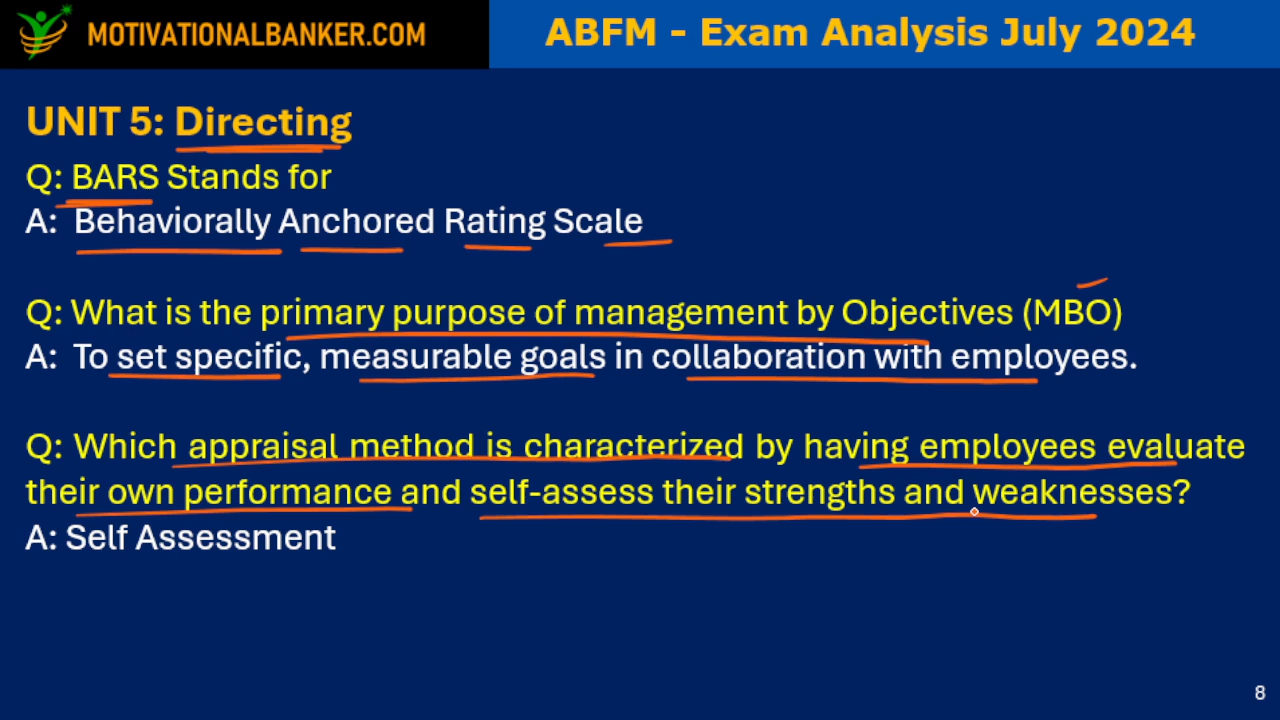 MOTIVATIONALBANKER.COM
ABFM - Exam Analysis July 2024
UNIT 5: Directing
Q: BARS Stands for
A: Behaviorally Anchored Rating Scale
Q: What is the primary purpose of management by Objectives (MBO)
A: To set specific, measurable goals in collaboration with employees.
Q: Which appraisal method is characterized by having employees evaluate
their own performance and self-assess their strengths and weaknesses?
A: Self Assessment
8